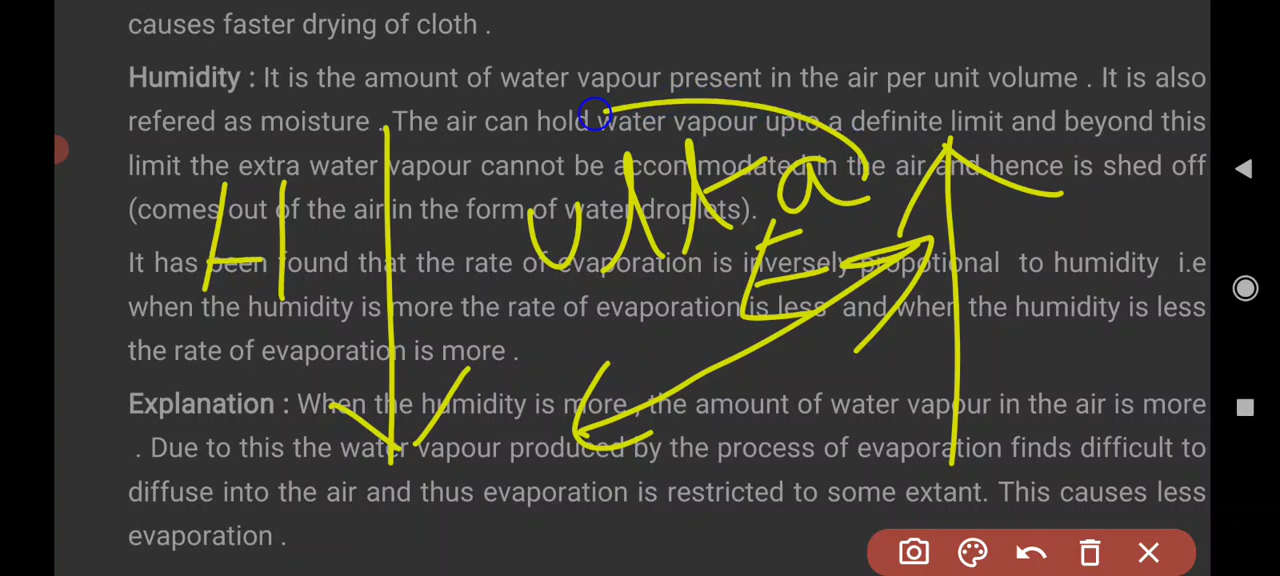 causes faster drying of cloth .
Humidity : It is the amount of water vapour present in the air per unit volume . It is also
refered as moisture . The air can hold water vapour upto a definite limit and beyond this
limit the extra water vapour cannot be accommodated in the air and hence is shed off
(comes out of the air in the form of water droplets).
H ulta E
It has been found that the rate of evaporation is inversely propotional to humidity i.e
when the humidity is more the rate of evaporation is less and when the humidity is less
the rate of evaporation is more .
Explanation : When the humidity is more , the amount of water vapour in the air is more
. Due to this the water vapour produced by the process of evaporation finds difficult to
diffuse into the air and thus evaporation is restricted to some extant. This causes less
evaporation .